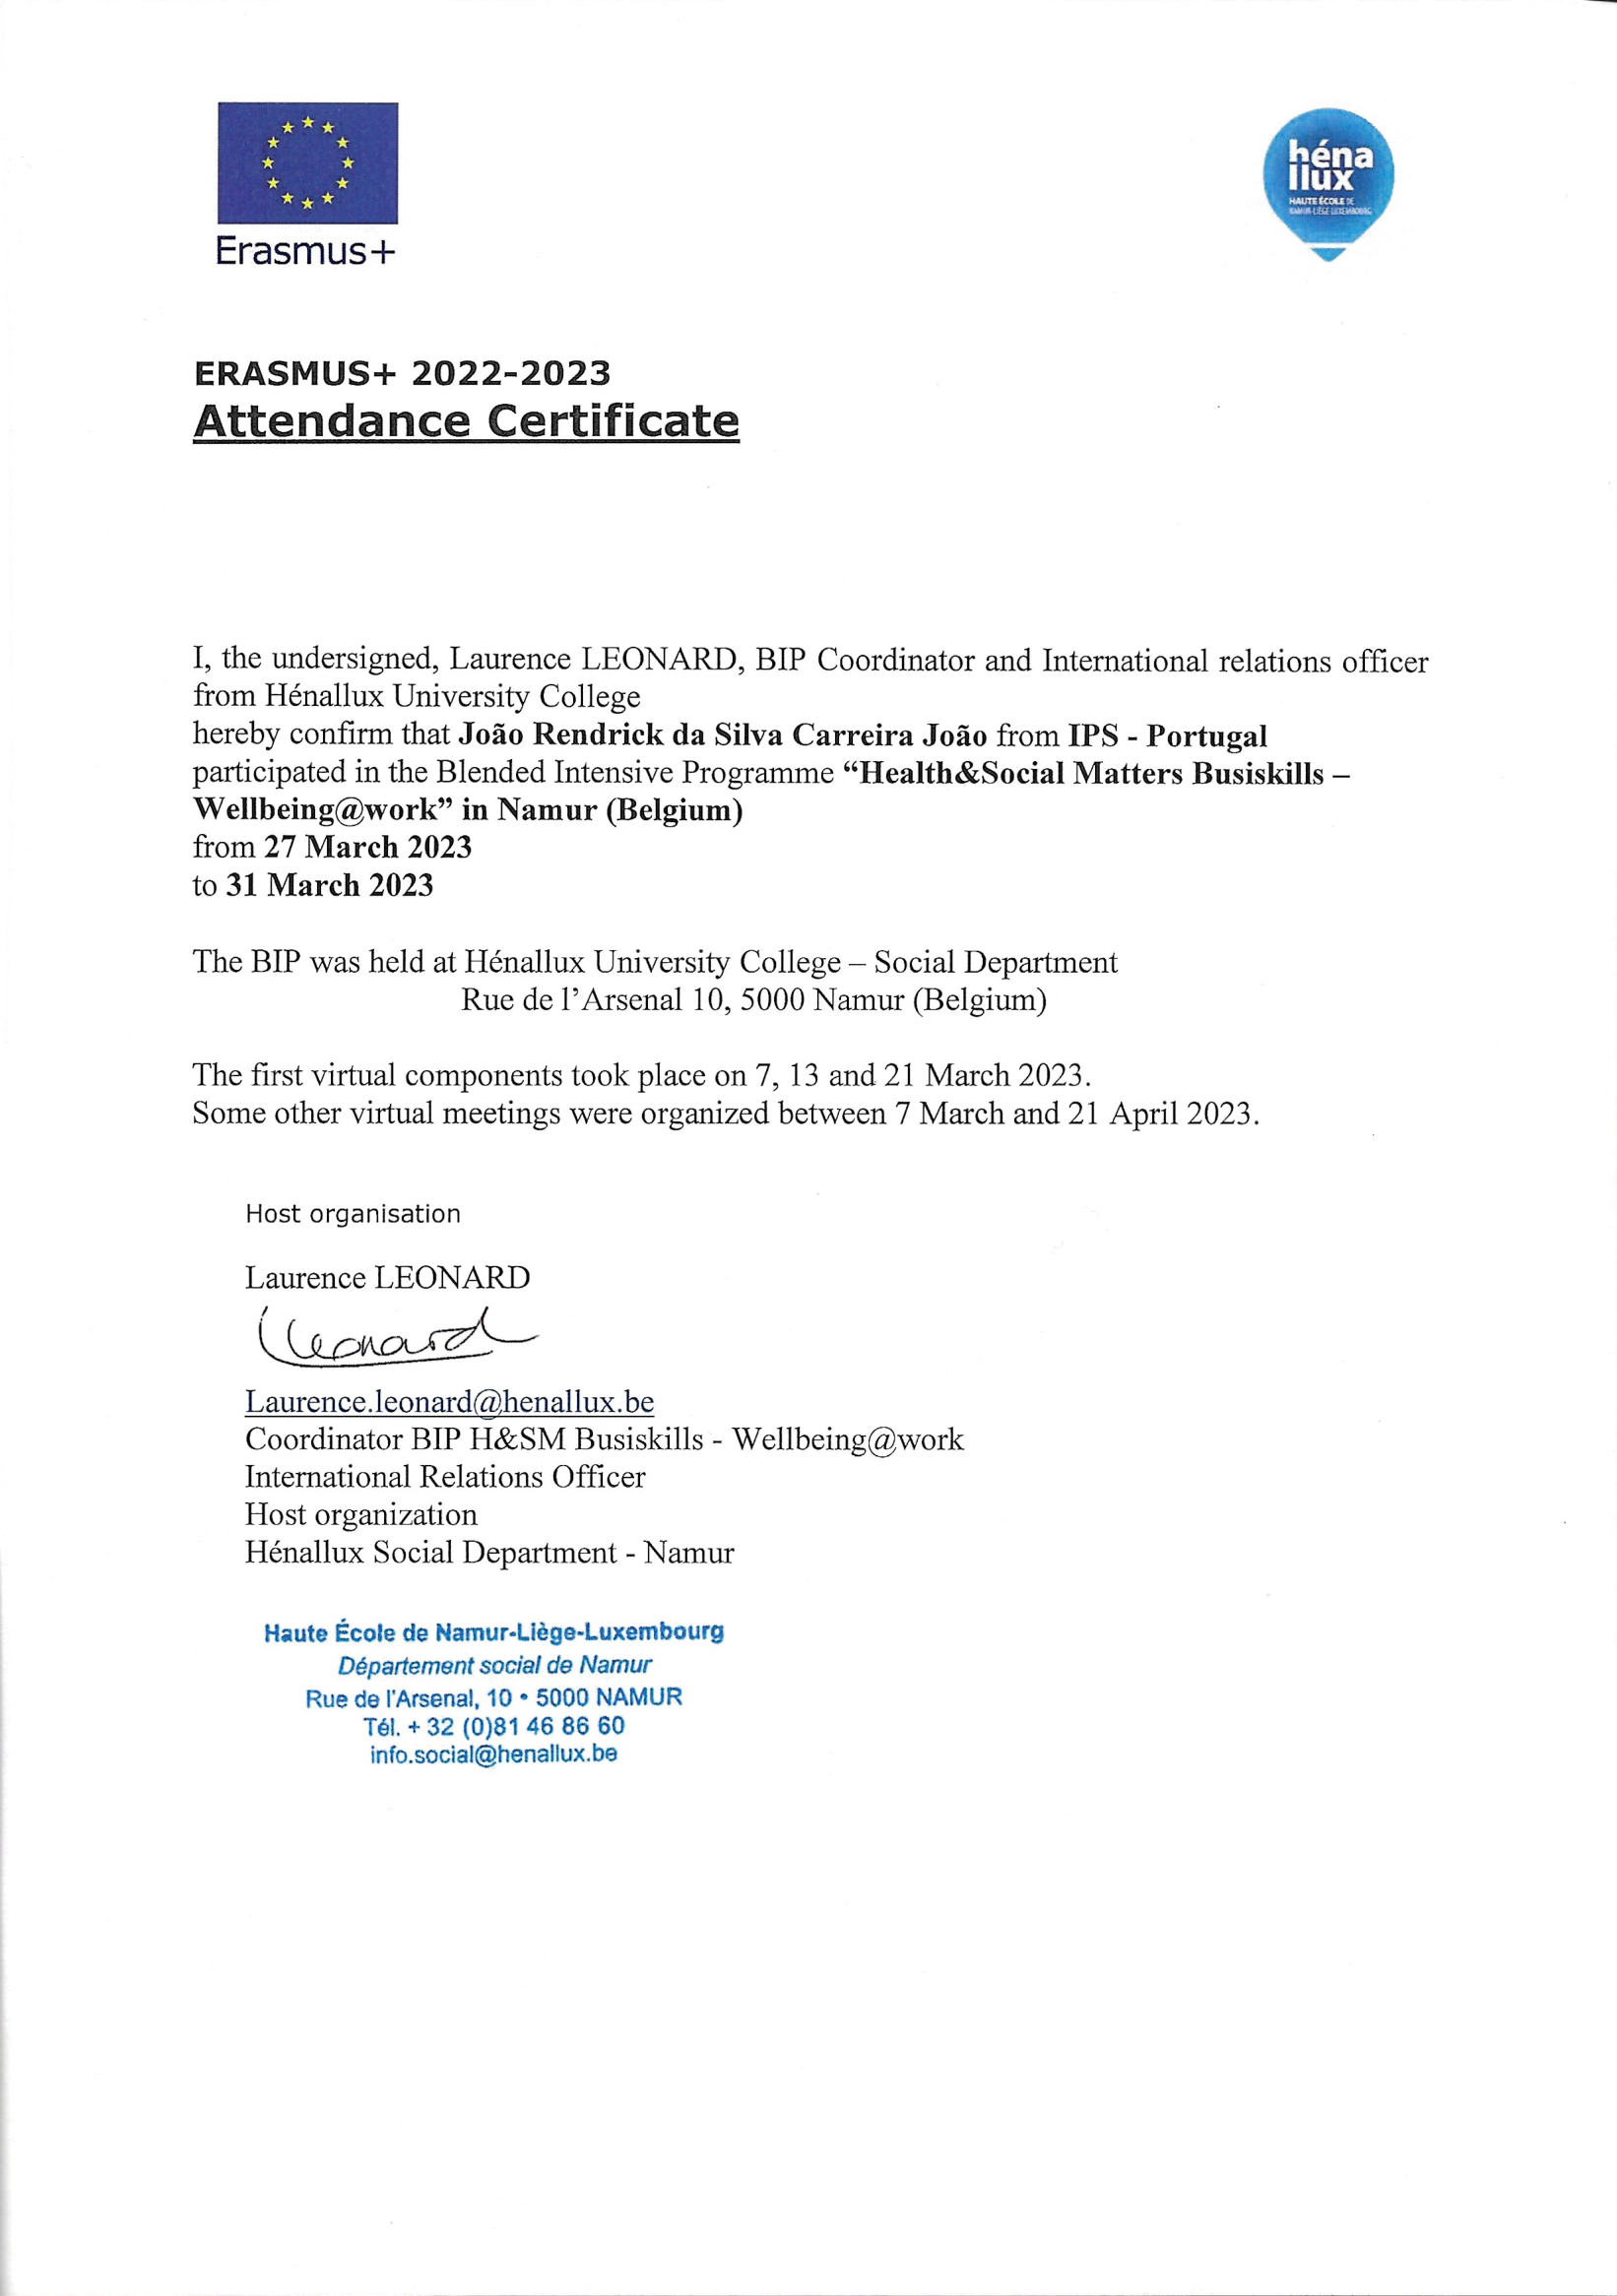 Erasmus+
héna
llux
HAUTE ÉCOLE DE
NAMUR-LIÈGE-LUXEMBOURG
ERASMUS+ 2022-2023
Attendance Certificate
I, the undersigned, Laurence LEONARD, BIP Coordinator and International relations officer
from Hénallux University College
hereby confirm that João Rendrick da Silva Carreira João from IPS - Portugal
participated in the Blended Intensive Programme “Health&Social Matters Busiskills –
Wellbeing@work” in Namur (Belgium)
from 27 March 2023
to 31 March 2023
The BIP was held at Hénallux University College – Social Department
Rue de l’Arsenal 10, 5000 Namur (Belgium)
The first virtual components took place on 7, 13 and 21 March 2023.
Some other virtual meetings were organized between 7 March and 21 April 2023.
Host organisation
Laurence LEONARD
Leonard
Laurence.leonard@henallux.be
Coordinator BIP H&SM Busiskills - Wellbeing@work
International Relations Officer
Host organization
Hénallux Social Department - Namur
Haute École de Namur-Liège-Luxembourg
Département social de Namur
Rue de l'Arsenal, 10 • 5000 NAMUR
Tél. + 32 (0)81 46 86 60
info.social@henallux.be